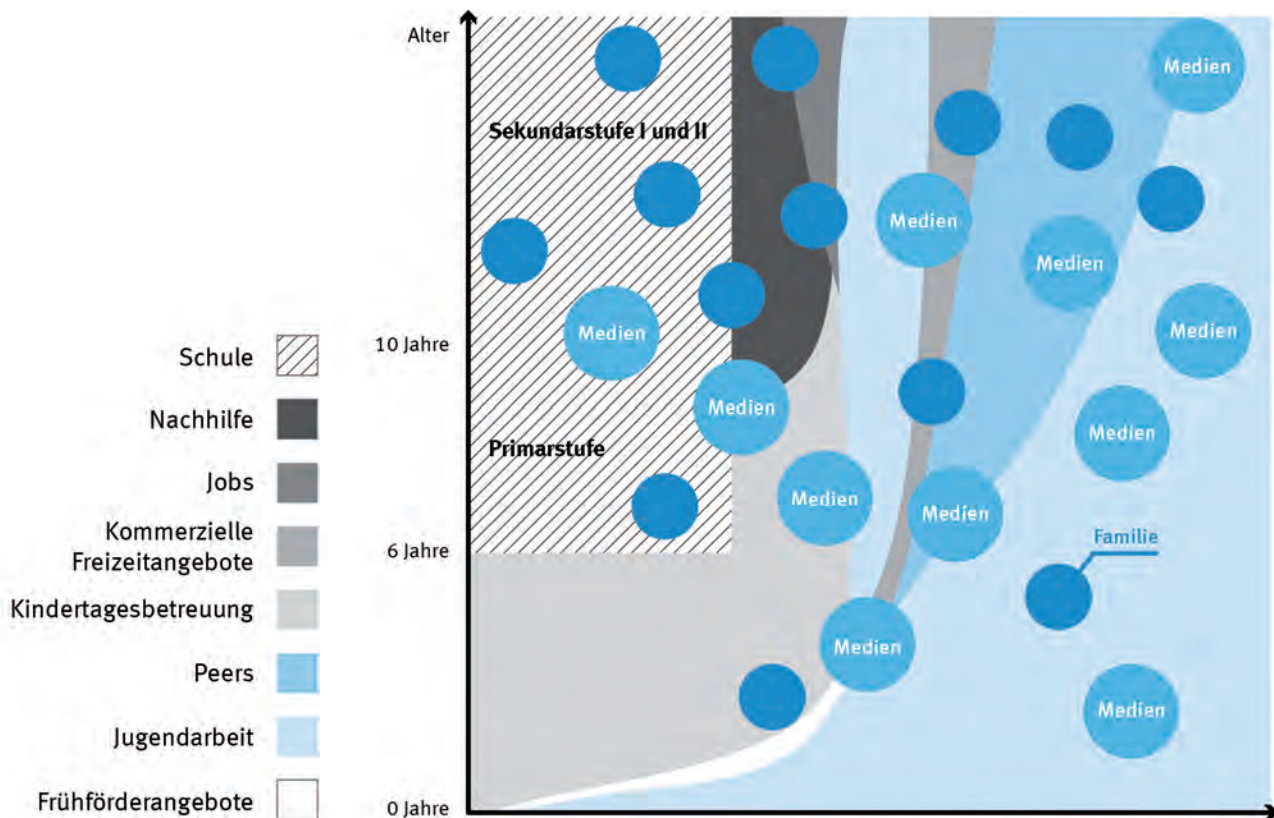 Alter
Sekundarstufe I und II
10 Jahre
Primarstufe
6 Jahre
0 Jahre
Schule
Nachhilfe
Jobs
Kommerzielle
Freizeitangebote
Kindertagesbetreuung
Peers
Jugendarbeit
Frühförderangebote
Medien
Medien
Medien
Medien
Medien
Medien
Medien
Medien
Medien
Familie
Medien
Medien